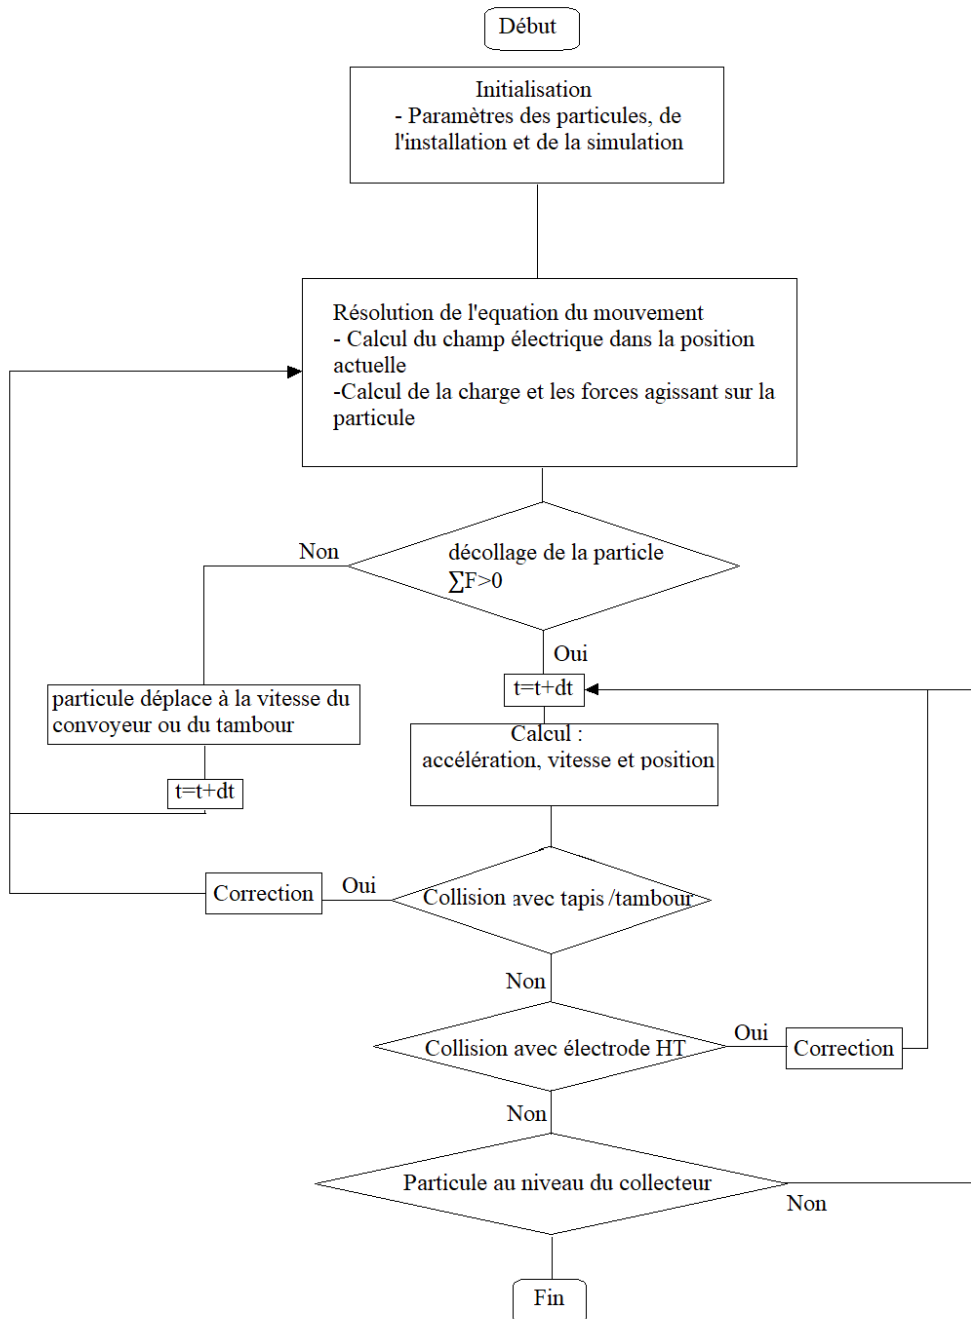 Début
Initialisation
- Paramètres des particules, de
l'installation et de la simulation
Résolution de l'equation du mouvement
- Calcul du champ électrique dans la position
actuelle
-Calcul de la charge et les forces agissant sur la
particule
Non
décollage de la particle
∑F>0
Oui
t=t+dt
particule déplace à la vitesse du
convoyeur ou du tambour
t=t+dt
Calcul :
accélération, vitesse et position
Correction
Oui
Collision avec tapis /tambour
Non
Collision avec électrode HT
Oui
Correction
Non
Particule au niveau du collecteur
Non
Fin